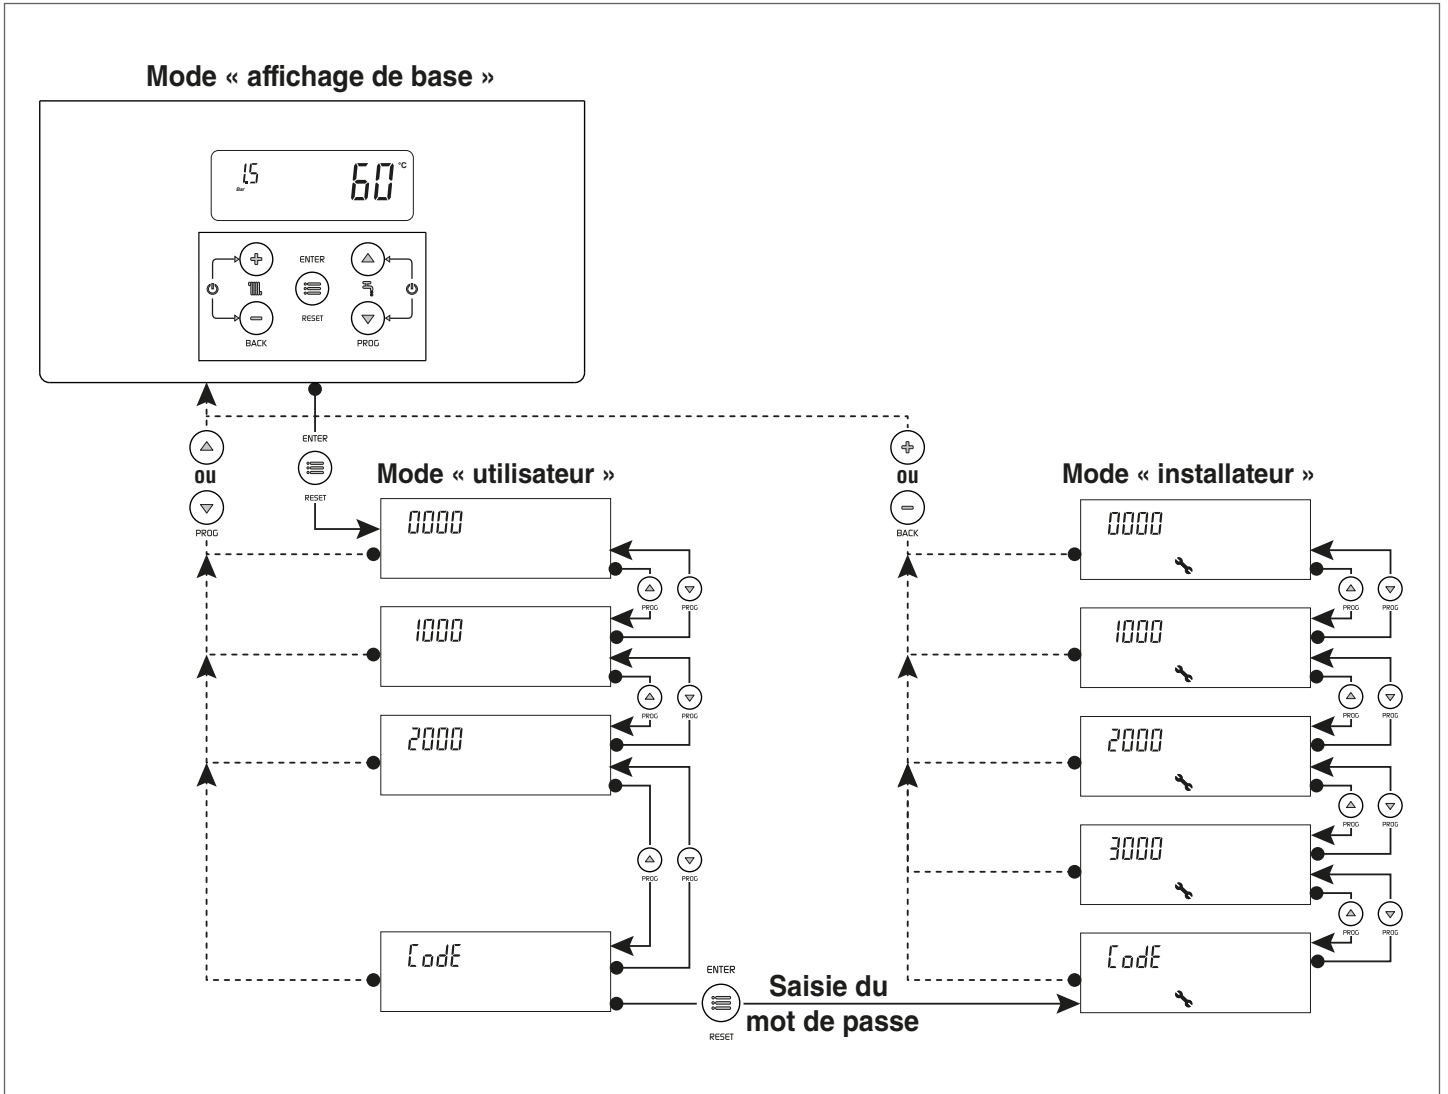 Mode « affichage de base »
1.5
Bar
60 °C
ENTER
RESET
BACK
PROG
ENTER
RESET
ou
PROG
Mode « utilisateur »
0000
PROG PROG
1000
PROG PROG
2000
PROG PROG
CodE
ou
BACK
Mode « installateur »
0000
PROG PROG
1000
PROG PROG
2000
PROG PROG
3000
PROG PROG
CodE
ENTER
RESET
Saisie du
mot de passe